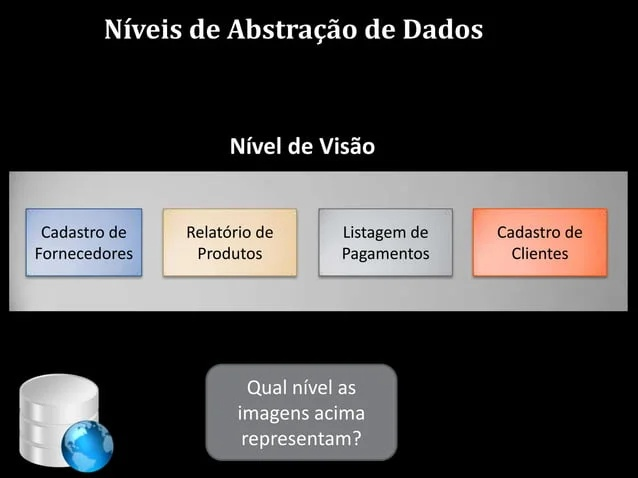 Níveis de Abstração de Dados
Nível de Visão
Cadastro de
Fornecedores
Relatório de
Produtos
Listagem de
Pagamentos
Cadastro de
Clientes
Qual nível as
imagens acima
representam?